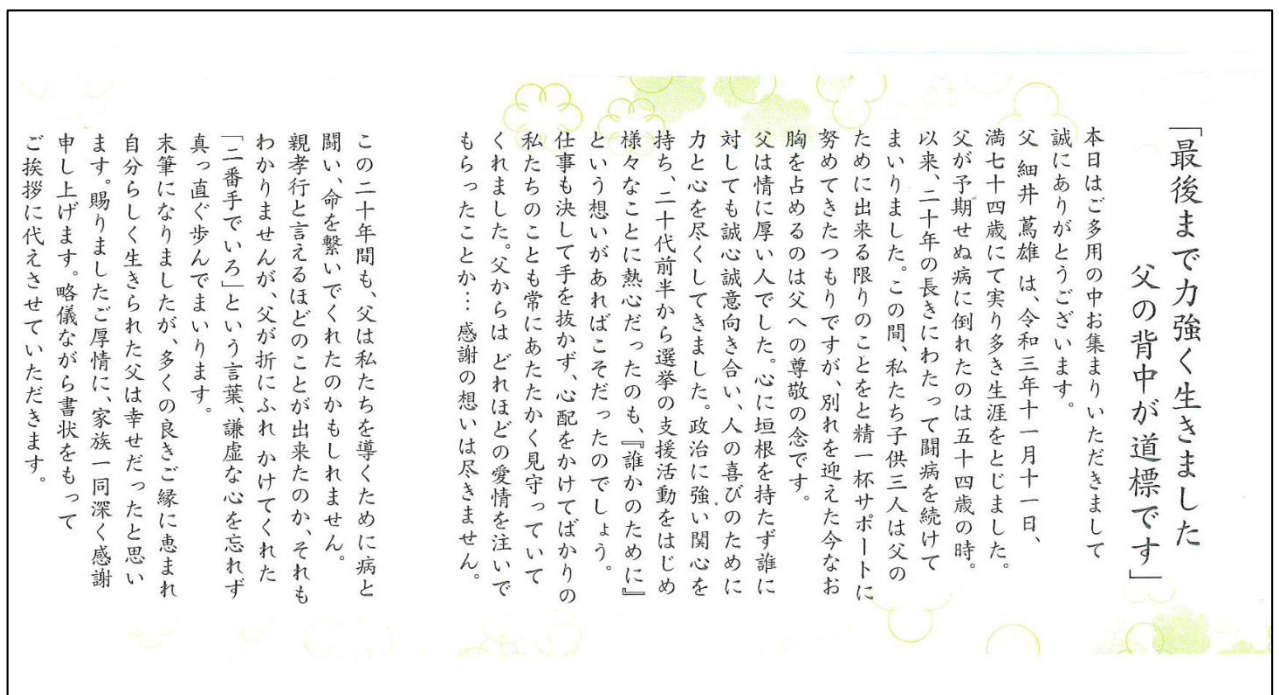 「最後まで力強く生きました
父の背中が道標です」
本日はご多用の中お集まりいただきまして
誠にありがとうございます。
父 細井 蔦雄 は、令和三年十一月十一日、
満七十四歳にて実り多き生涯をとじました。
父が予期せぬ病に倒れたのは五十四歳の時。
以来、二十年の長きにわたって闘病を続けて
まいりました。この間、私たち子供三人は父の
ために出来る限りのことをと精一杯サポートに
努めてきたつもりですが、別れを迎えた今なお
胸を占めるのは父への尊敬の念です。
父は情に厚い人でした。心に垣根を持たず誰に
対しても誠心誠意向き合い、人の喜びのために
力と心を尽くしてきました。政治に強い関心を
持ち、二十代前半から選挙の支援活動をはじめ
様々なことに熱心だったのも、『誰かのために』
という想いがあればこそだったのでしょう。
仕事も決して手を抜かず、心配をかけてばかりの
私たちのことも常にあたたかく見守っていて
くれました。父からは どれほどの愛情を注いで
もらったことか… 感謝の想いは尽きません。
この二十年間も、父は私たちを導くために病と
闘い、命を繋いでくれたのかもしれません。
親孝行と言えるほどのことが出来たのか、それも
わかりませんが、父が折にふれ かけてくれた
「二番手でいろ」という言葉、謙虚な心を忘れず
真っ直ぐ歩んでまいります。
末筆になりましたが、多くの良きご縁に恵まれ
自分らしく生きられた父は幸せだったと思い
ます。賜りましたご厚情に、家族一同深く感謝
申し上げます。略儀ながら書状をもって
ご挨拶に代えさせていただきます。